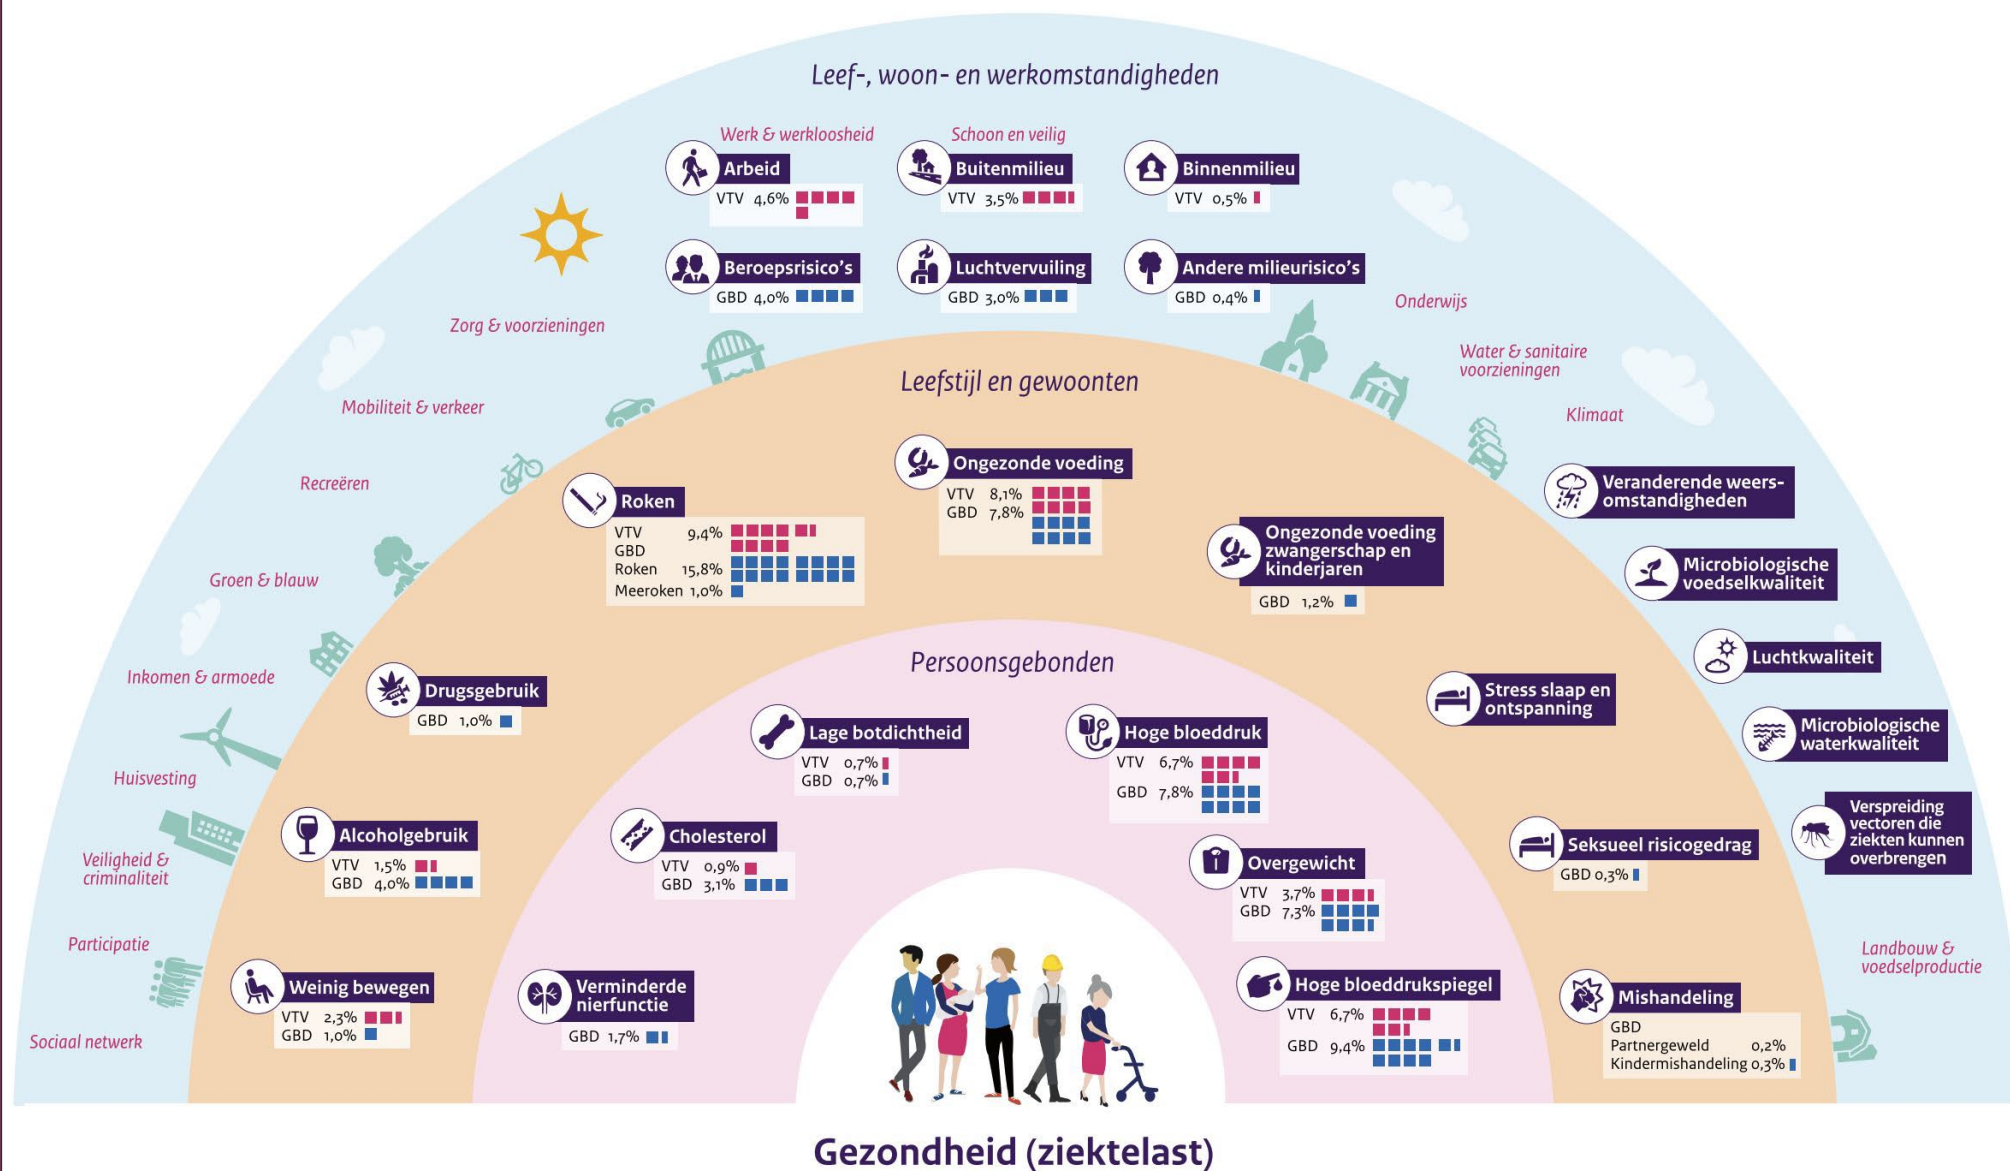 Leef-, woon- en werkomstandigheden
Werk & werkloosheid
Arbeid
VTV 4,6%
Beroepsrisico's
GBD 4,0%
Schoon en veilig
Buitenmilieu
VTV 3,5%
Luchtvervuiling
GBD 3,0%
Binnenmilieu
VTV 0,5%
Andere milieurisico's
GBD 0,4%
Zorg & voorzieningen
Mobiliteit & verkeer
Recreëren
Groen & blauw
Inkomen & armoede
Huisvesting
Veiligheid &
criminaliteit
Participatie
Sociaal netwerk
Onderwijs
Water & sanitaire
voorzieningen
Klimaat
Veranderende weers-
omstandigheden
Microbiologische
voedselkwaliteit
Luchtkwaliteit
Microbiologische
waterkwaliteit
Verspreiding
vectoren die
ziekten kunnen
overbrengen
Landbouw &
voedselproductie
Leefstijl en gewoonten
Roken
VTV 9,4%
GBD
Roken 15,8%
Meeroken 1,0%
Ongezonde voeding
VTV 8,1%
GBD 7,8%
Ongezonde voeding
zwangerschap en
kinderjaren
GBD 1,2%
Drugsgebruik
GBD 1,0%
Alcoholgebruik
VTV 1,5%
GBD 4,0%
Weinig bewegen
VTV 2,3%
GBD 1,0%
Stress slaap en
ontspanning
Seksueel risicogedrag
GBD 0,3%
Mishandeling
GBD
Partnergeweld 0,2%
Kindermishandeling 0,3%
Persoonsgebonden
Lage botdichtheid
VTV 0,7%
GBD 0,7%
Hoge bloeddruk
VTV 6,7%
GBD 7,8%
Cholesterol
VTV 0,9%
GBD 3,1%
Overgewicht
VTV 3,7%
GBD 7,3%
Verminderde
nierfunctie
GBD 1,7%
Hoge bloeddrukspiegel
VTV 6,7%
GBD 9,4%
Gezondheid (ziektelast)